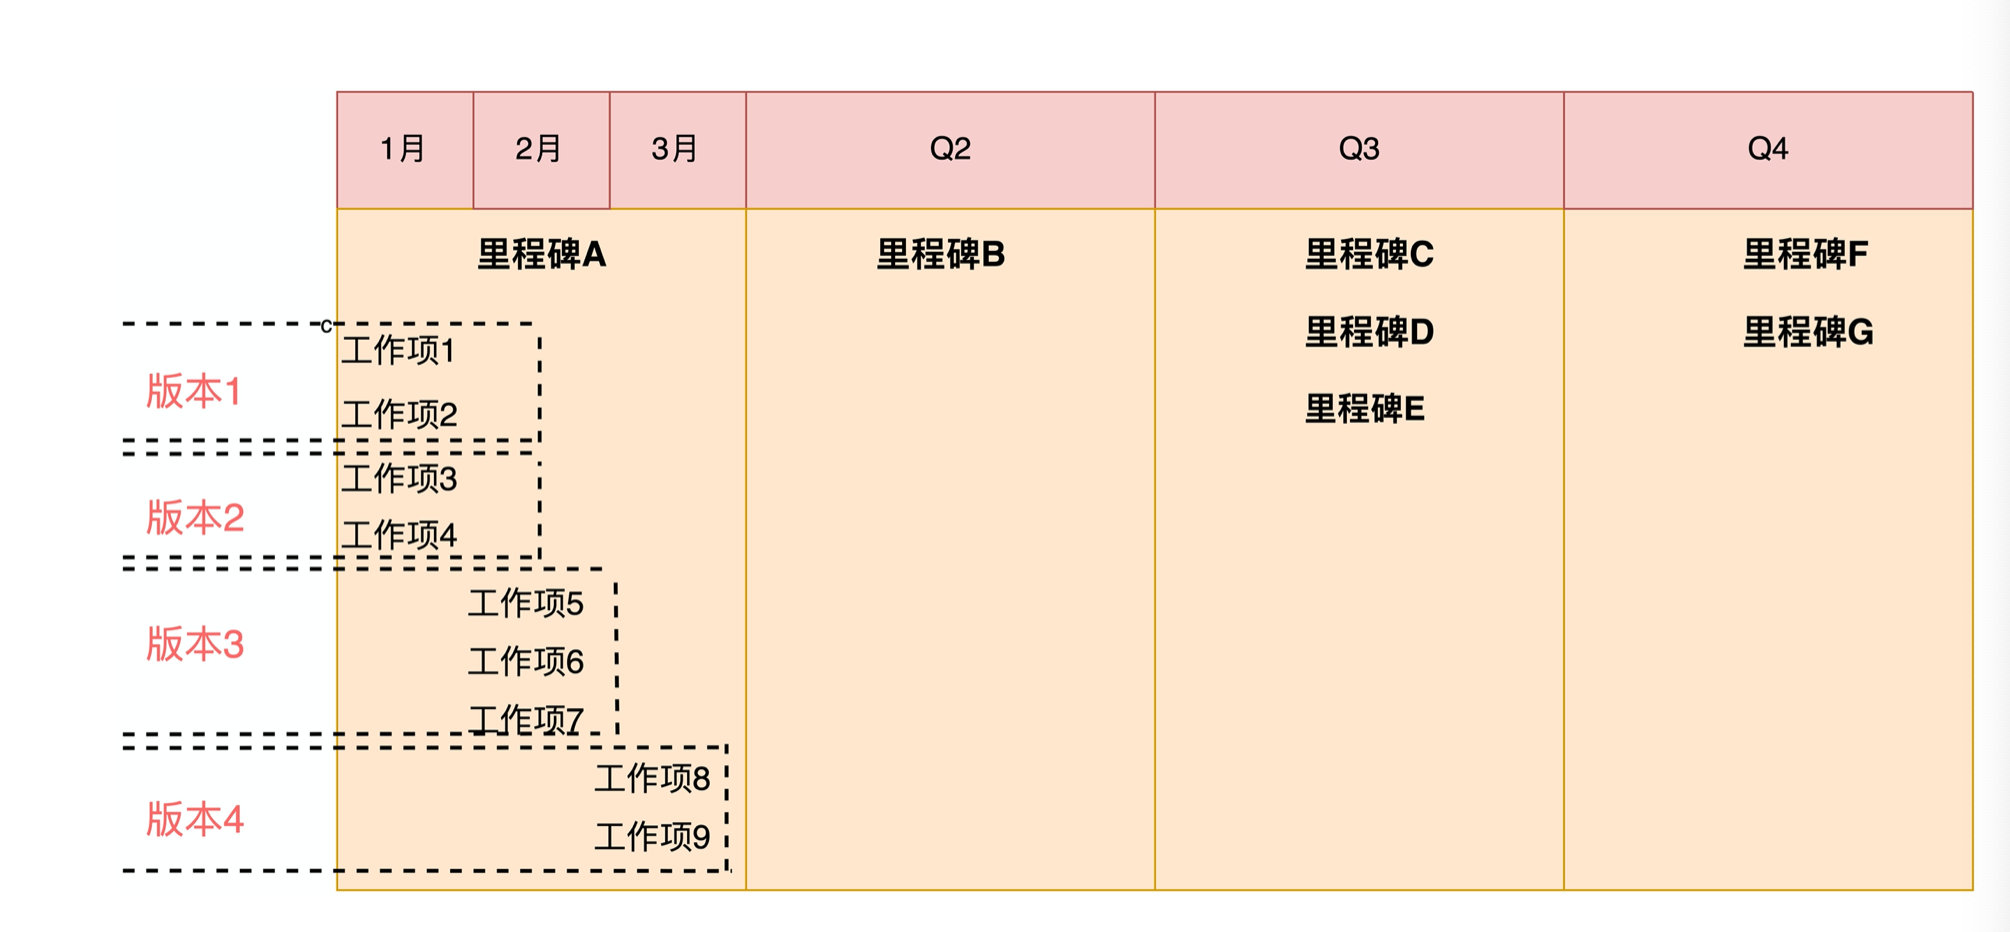 1月 2月 3月 Q2 Q3 Q4
里程碑A 里程碑B 里程碑C 里程碑F
c
里程碑D 里程碑G
工作项1
版本1
里程碑E
工作项2
工作项3
版本2
工作项4
工作项5
版本3
工作项6
工作项7
工作项8
版本4
工作项9